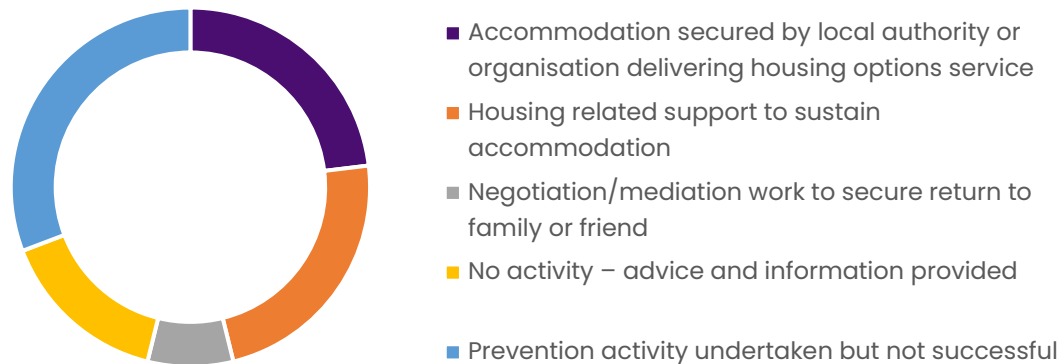 Accommodation secured by local authority or
organisation delivering housing options service
Housing related support to sustain
accommodation
Negotiation/mediation work to secure return to
family or friend
No activity – advice and information provided
Prevention activity undertaken but not successful